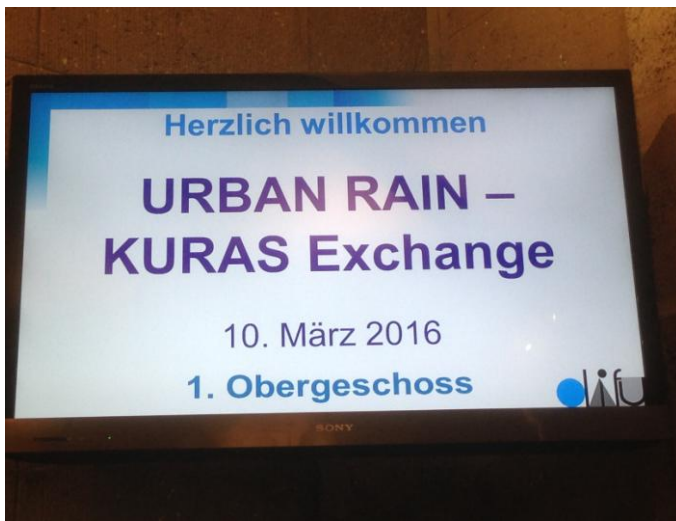 Herzlich willkommen
URBAN RAIN –
KURAS Exchange
10. März 2016
1. Obergeschoss
difu
SONY